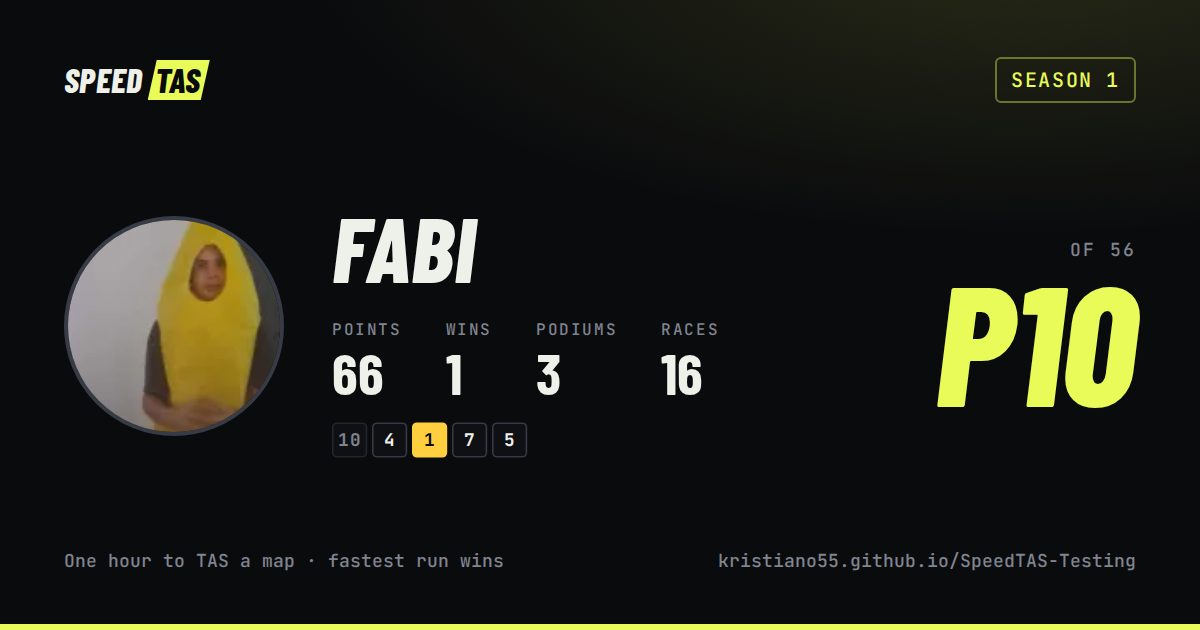 SPEED TAS
SEASON 1
FABI
OF 56
P10
POINTS WINS PODIUMS RACES
66 1 3 16
10 4 1 7 5
One hour to TAS a map · fastest run wins
kristiano55.github.io/SpeedTAS-Testing